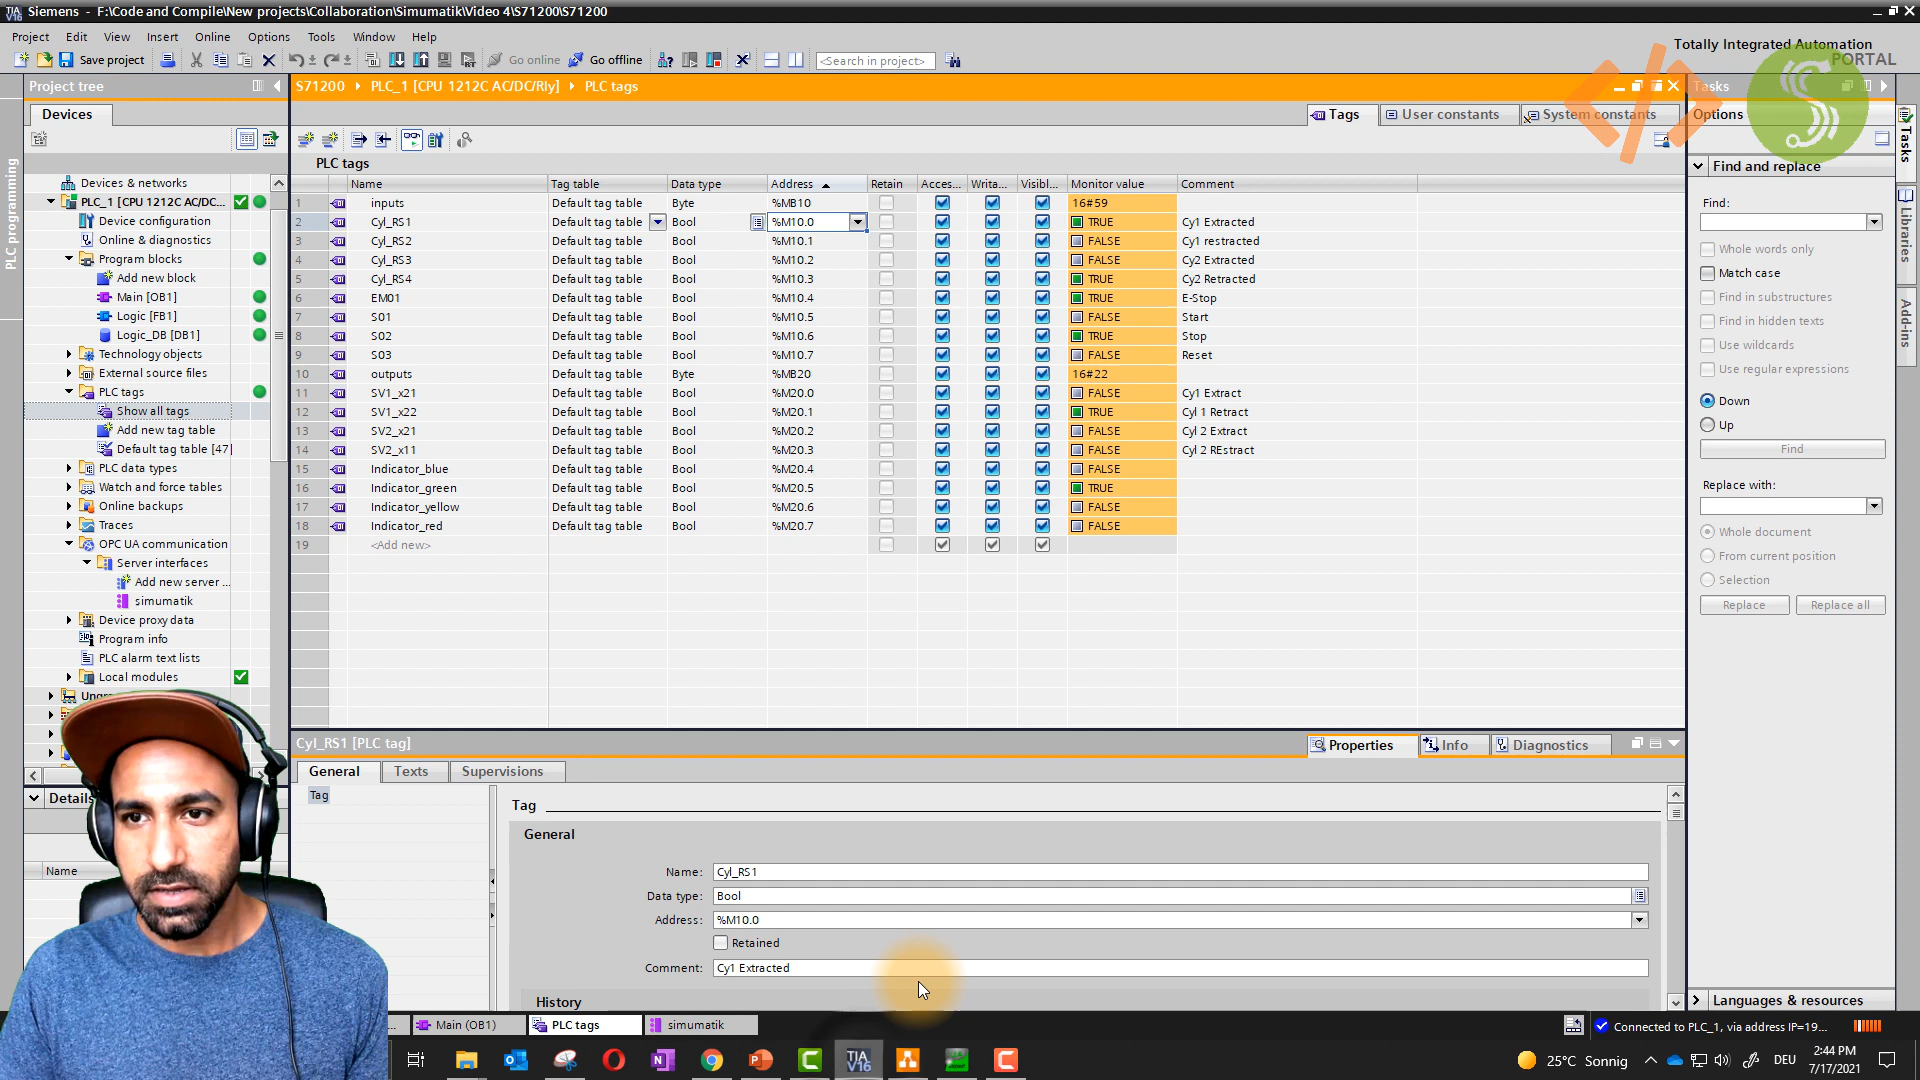 Siemens - F:\Code and Compile\New projects\Collaboration\Simumatik\Video 4\S71200\S71200
Project Edit View Insert Online Options Tools Window Help
Totally Integrated Automation
PORTAL
Save project Go online Go offline <Search in project>
Project tree
S71200 PLC_1 [CPU 1212C AC/DC/Rly] PLC tags
Tasks
Devices
Tags User constants System constants
Options
PLC programming
PLC tags
Find and replace
Name Tag table Data type Address Retain Acces... Writa... Visibl... Monitor value Comment
1 inputs Default tag table Byte %MB10 16#59
2 Cyl_RS1 Default tag table Bool %M10.0 TRUE Cy1 Extracted
3 Cyl_RS2 Default tag table Bool %M10.1 FALSE Cy1 restracted
4 Cyl_RS3 Default tag table Bool %M10.2 FALSE Cy2 Extracted
5 Cyl_RS4 Default tag table Bool %M10.3 TRUE Cy2 Retracted
6 EM01 Default tag table Bool %M10.4 TRUE E-Stop
7 S01 Default tag table Bool %M10.5 FALSE Start
8 S02 Default tag table Bool %M10.6 TRUE Stop
9 S03 Default tag table Bool %M10.7 FALSE Reset
10 outputs Default tag table Byte %MB20 16#22
11 SV1_x21 Default tag table Bool %M20.0 FALSE Cy1 Extract
12 SV1_x22 Default tag table Bool %M20.1 TRUE Cyl 1 Retract
13 SV2_x21 Default tag table Bool %M20.2 FALSE Cyl 2 Extract
14 SV2_x11 Default tag table Bool %M20.3 FALSE Cyl 2 REstract
15 Indicator_blue Default tag table Bool %M20.4 FALSE
16 Indicator_green Default tag table Bool %M20.5 TRUE
17 Indicator_yellow Default tag table Bool %M20.6 FALSE
18 Indicator_red Default tag table Bool %M20.7 FALSE
19 <Add new>
Devices & networks
PLC_1 [CPU 1212C AC/DC...
Device configuration
Online & diagnostics
Program blocks
Add new block
Main [OB1]
Logic [FB1]
Logic_DB [DB1]
Technology objects
External source files
PLC tags
Show all tags
Add new tag table
Default tag table [47]
PLC data types
Watch and force tables
Online backups
Traces
OPC UA communication
Server interfaces
Add new server ...
simumatik
Device proxy data
Program info
PLC alarm text lists
Local modules
Details
Name
Find:
Whole words only
Match case
Find in substructures
Find in hidden texts
Use wildcards
Use regular expressions
Down
Up
Find
Replace with:
Whole document
From current position
Selection
Replace Replace all
Languages & resources
Tasks
Libraries
Add-ins
Cyl_RS1 [PLC tag]
Properties Info Diagnostics
General Texts Supervisions
Tag
Tag
General
Name: Cyl_RS1
Data type: Bool
Address: %M10.0
Retained
Comment: Cy1 Extracted
History
... Main (OB1) PLC tags simumatik
Connected to PLC_1, via address IP=19...
TIA
V16
25°C Sonnig DEU 2:44 PM
7/17/2021